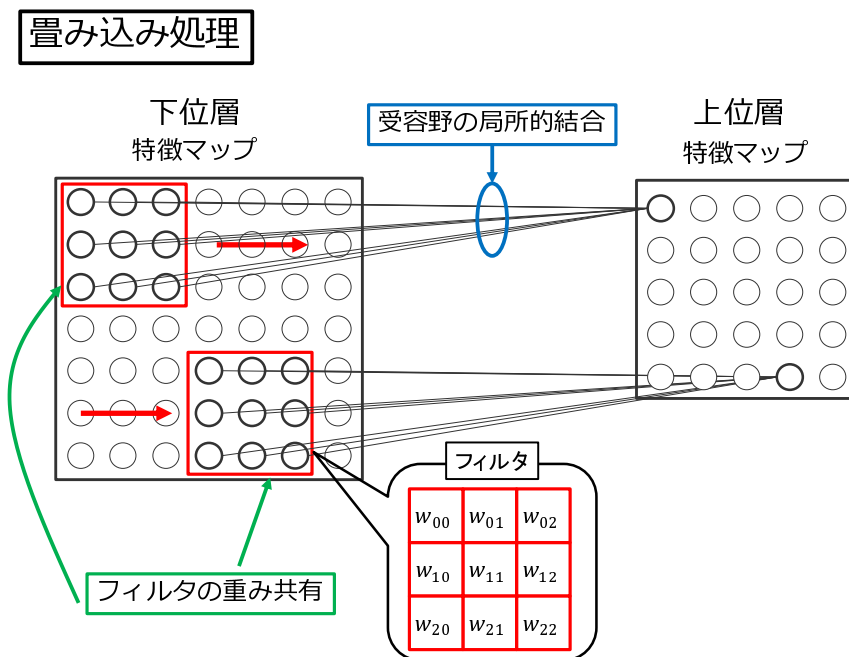 畳み込み処理
下位層
特徴マップ
受容野の局所的結合
上位層
特徴マップ
フィルタ
w00 w01 w02
w10 w11 w12
w20 w21 w22
フィルタの重み共有